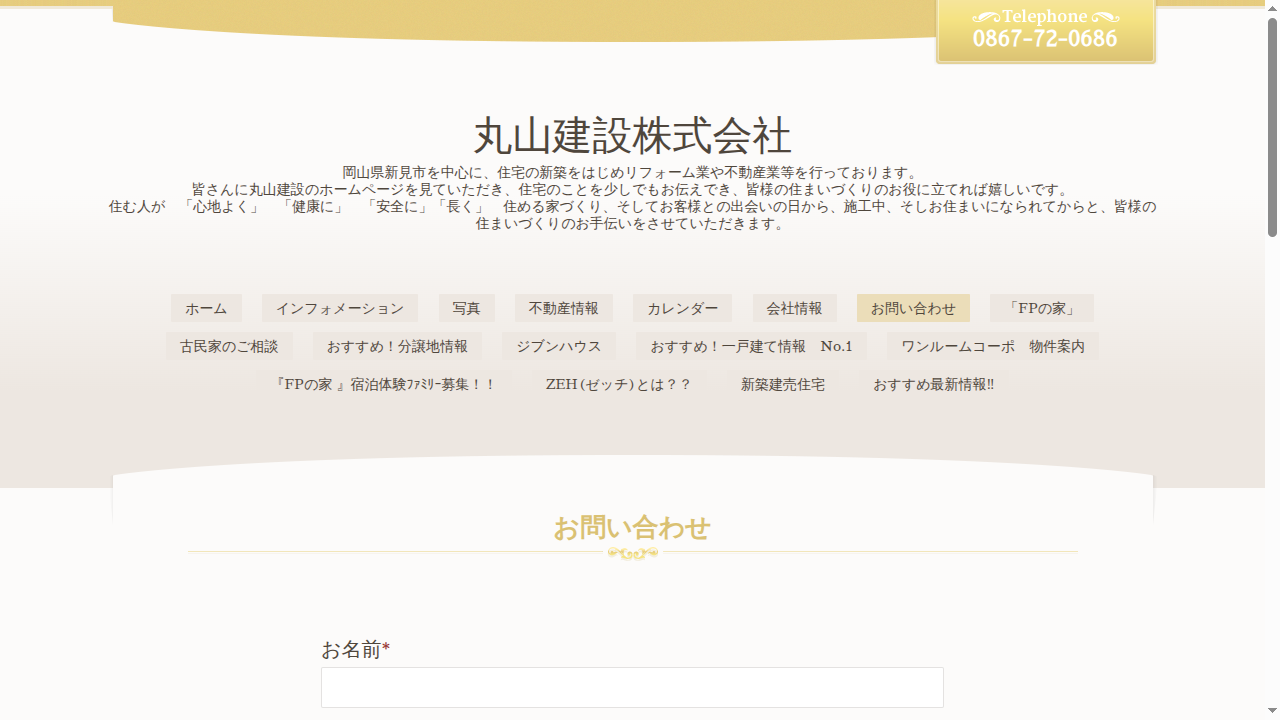 Telephone
0867-72-0686
丸山建設株式会社
岡山県新見市を中心に、住宅の新築をはじめリフォーム業や不動産業等を行っております。
皆さんに丸山建設のホームページを見ていただき、住宅のことを少しでもお伝えでき、皆様の住まいづくりのお役に立てれば嬉しいです。
住む人が　「心地よく」　「健康に」　「安全に」「長く」　住める家づくり、そしてお客様との出会いの日から、施工中、そしお住まいになられてからと、皆様の
住まいづくりのお手伝いをさせていただきます。
ホーム　インフォメーション　写真　不動産情報　カレンダー　会社情報　お問い合わせ　「FPの家」
古民家のご相談　おすすめ！分譲地情報　ジブンハウス　おすすめ！一戸建て情報　No.1　ワンルームコーポ　物件案内
『FPの家 』宿泊体験ﾌｧﾐﾘｰ募集！！　ZEH (ゼッチ) とは？？　新築建売住宅　おすすめ最新情報!!
お問い合わせ
お名前*